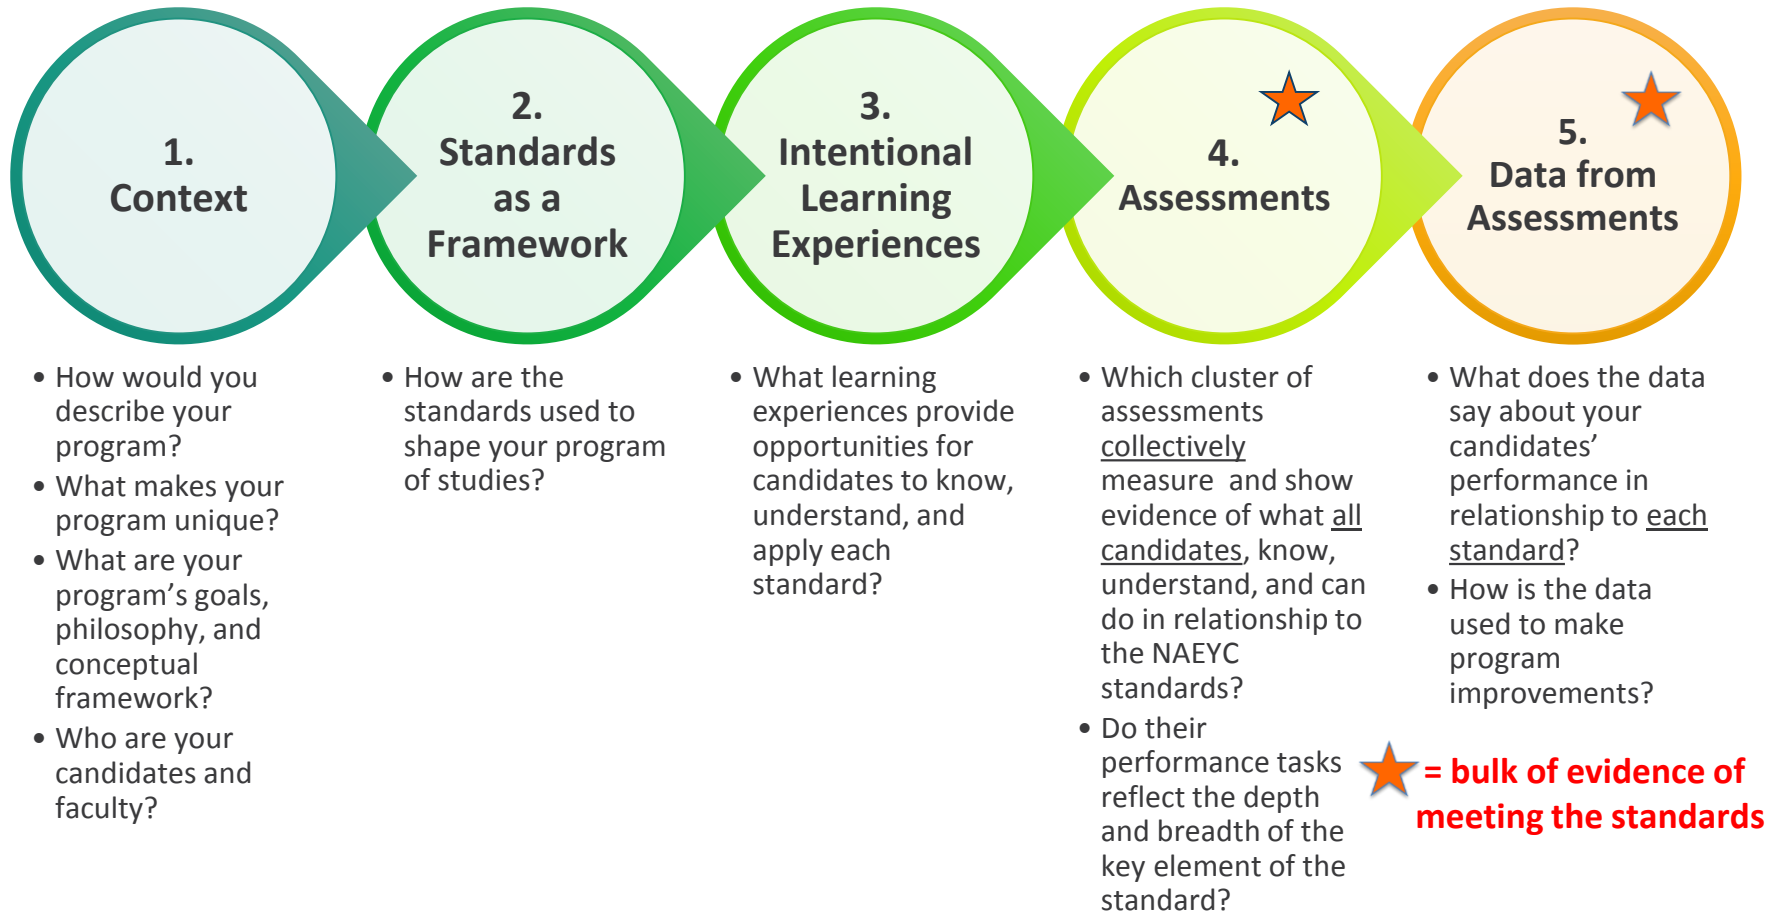 1.
Context
2.
Standards
as a
Framework
3.
Intentional
Learning
Experiences
4.
Assessments
5.
Data from
Assessments
• How would you
describe your
program?
• What makes your
program unique?
• What are your
program’s goals,
philosophy, and
conceptual
framework?
• Who are your
candidates and
faculty?
• How are the
standards used to
shape your program
of studies?
• What learning
experiences provide
opportunities for
candidates to know,
understand, and
apply each
standard?
• Which cluster of
assessments
collectively
measure  and show
evidence of what all
candidates, know,
understand, and can
do in relationship to
the NAEYC
standards?
• Do their
performance tasks
reflect the depth
and breadth of the
key element of the
standard?
• What does the data
say about your
candidates’
performance in
relationship to each
standard?
• How is the data
used to make
program
improvements?
= bulk of evidence of
meeting the standards